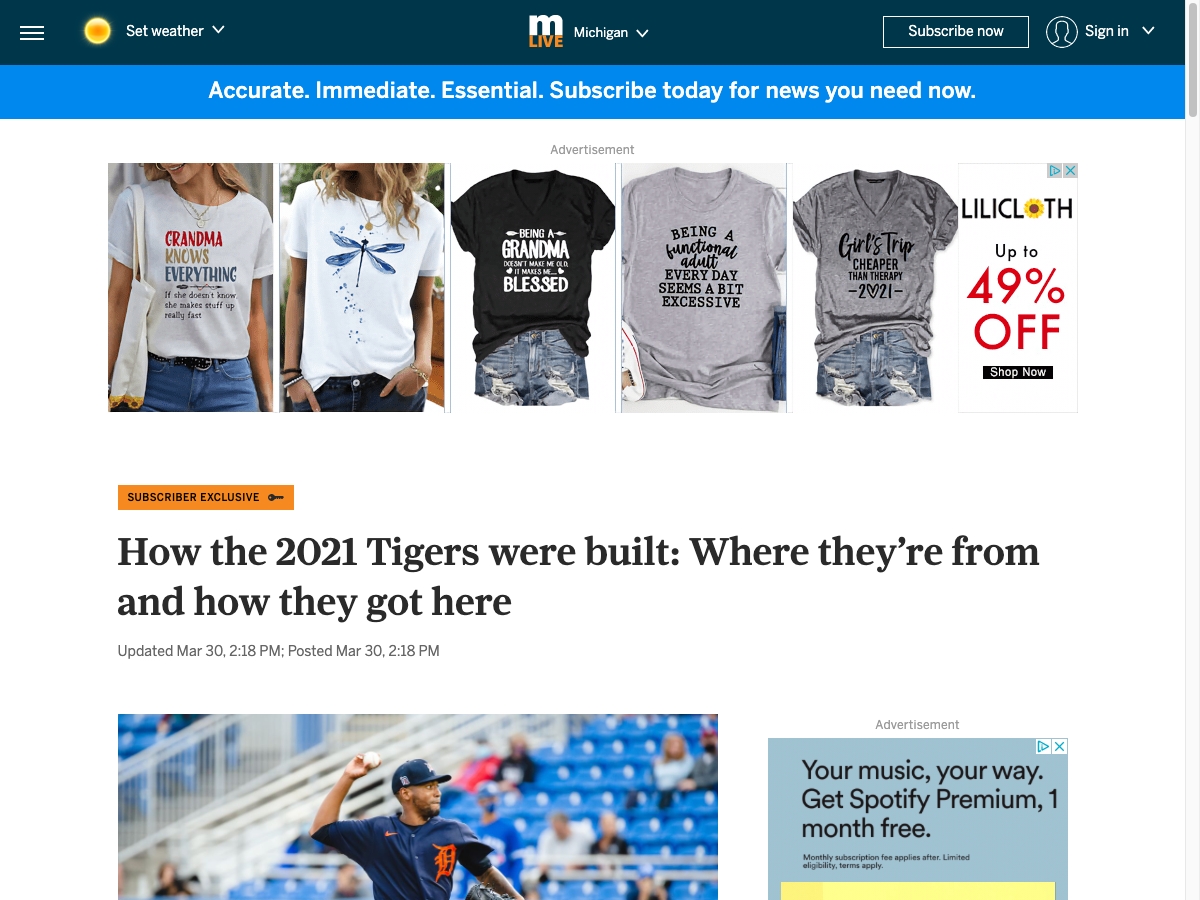 Set weather
m
LIVE
Michigan
Subscribe now
Sign in
Accurate. Immediate. Essential. Subscribe today for news you need now.
Advertisement
GRANDMA
KNOWS
EVERYTHING
If she doesn't know
she makes stuff up
really fast
BEING A
GRANDMA
DOESN'T MAKE ME OLD,
IT MAKES ME...
BLESSED
BEING A
functional
adult
EVERY DAY
SEEMS A BIT
EXCESSIVE
Girl's Trip
CHEAPER
THAN THERAPY
-2021-
LILICLOTH
Up to
49%
OFF
Shop Now
SUBSCRIBER EXCLUSIVE
How the 2021 Tigers were built: Where they’re from
and how they got here
Updated Mar 30, 2:18 PM; Posted Mar 30, 2:18 PM
Advertisement
Your music, your way.
Get Spotify Premium, 1
month free.
Monthly subscription fee applies after. Limited
eligibility, terms apply.
D